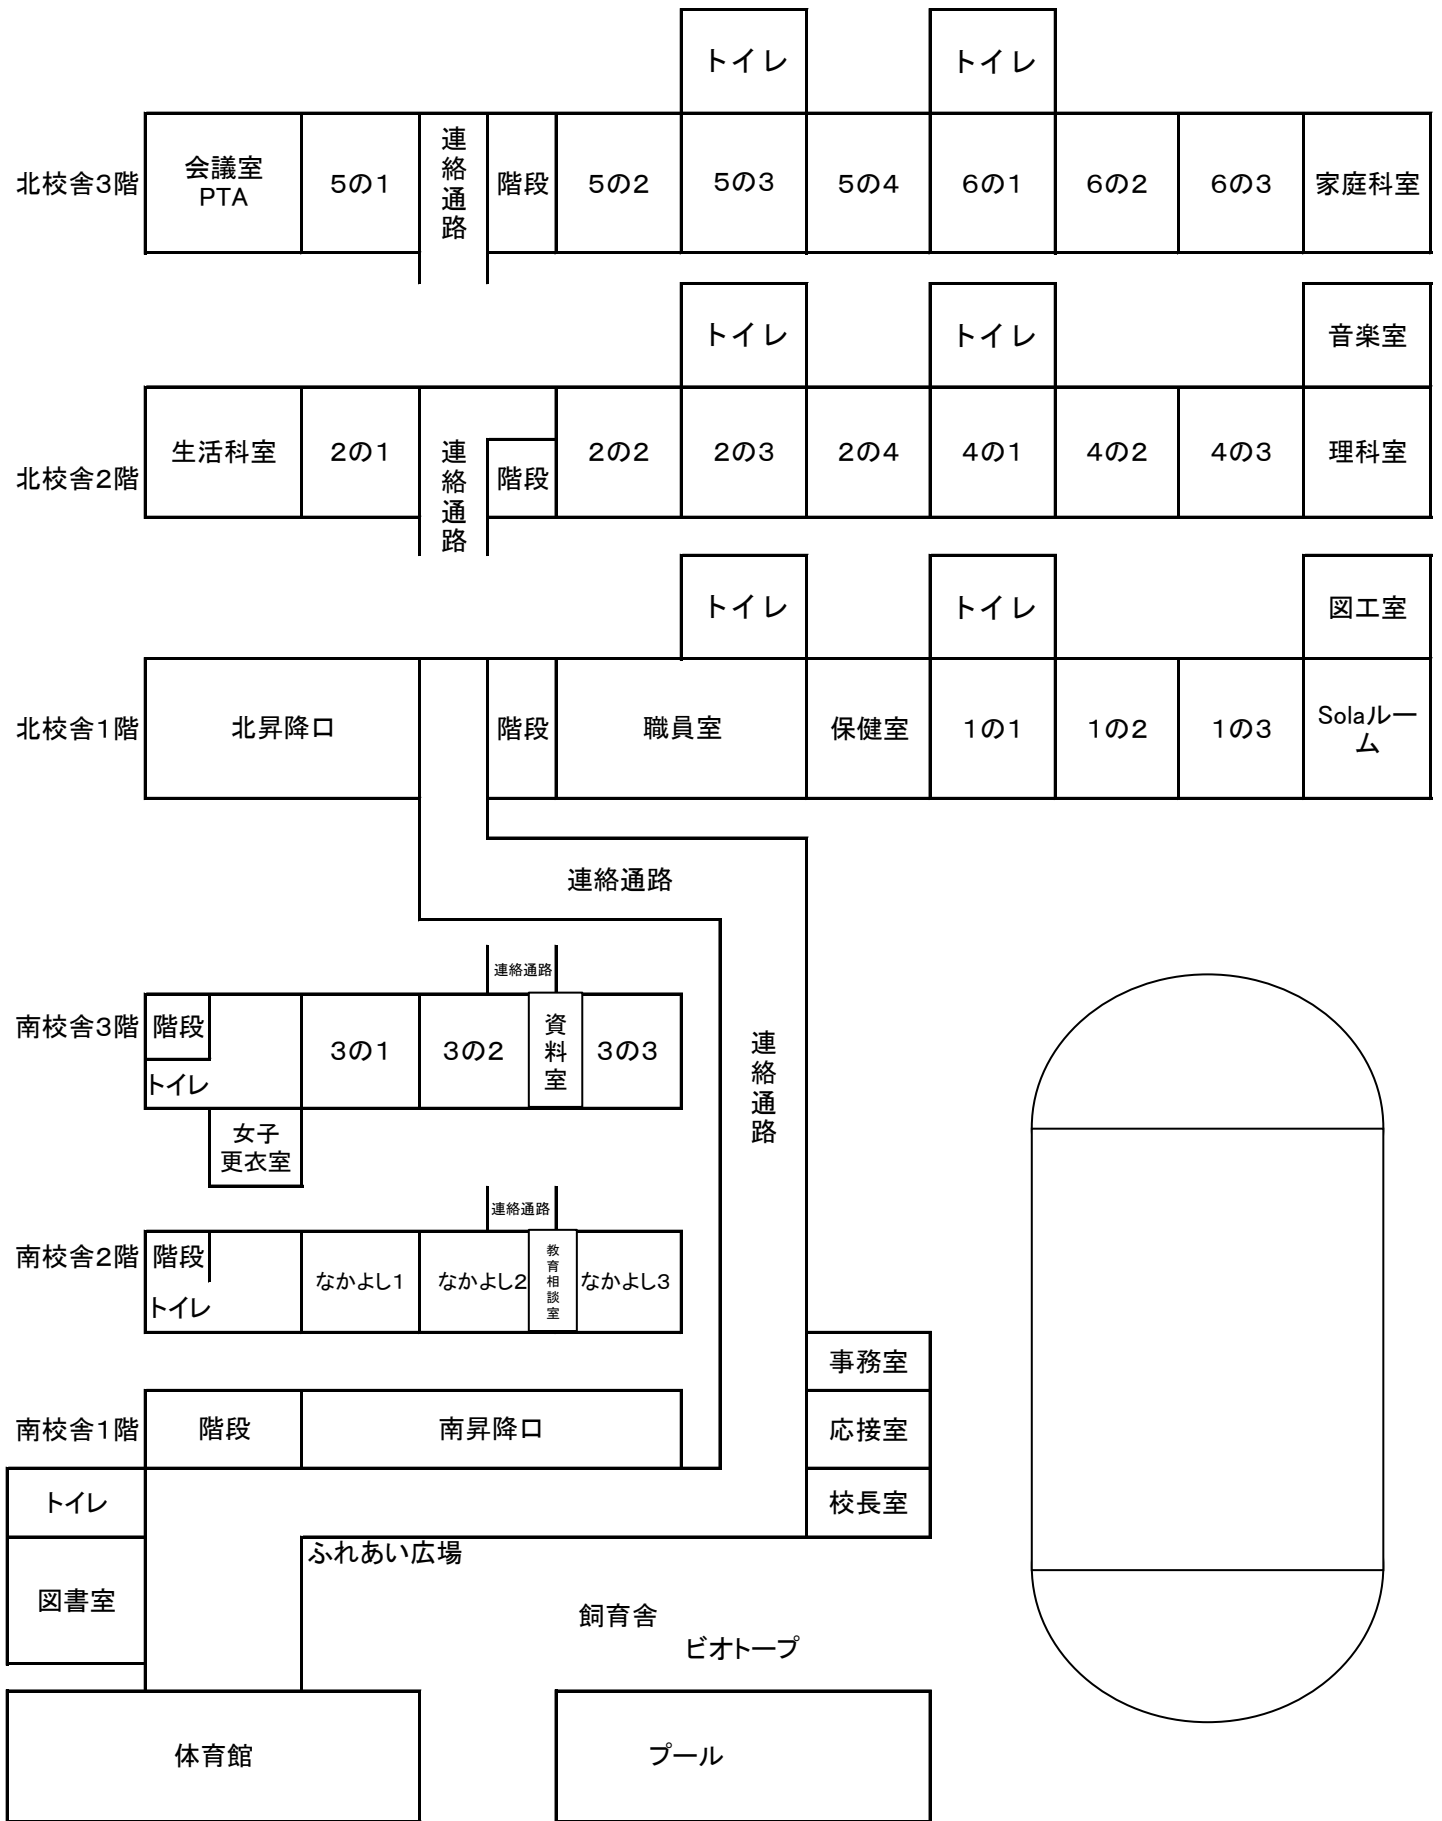 トイレ
トイレ
北校舎3階
会議室
PTA
5の1
連絡通路
階段
5の2
5の3
5の4
6の1
6の2
6の3
家庭科室
トイレ
トイレ
音楽室
北校舎2階
生活科室
2の1
連絡通路
階段
2の2
2の3
2の4
4の1
4の2
4の3
理科室
トイレ
トイレ
図工室
北校舎1階
北昇降口
階段
職員室
保健室
1の1
1の2
1の3
Solaルー
ム
連絡通路
連絡通路
南校舎3階
階段
トイレ
3の1
3の2
資料室
3の3
連絡通路
女子
更衣室
連絡通路
南校舎2階
階段
トイレ
なかよし1
なかよし2
教育相談室
なかよし3
事務室
南校舎1階
階段
南昇降口
応接室
トイレ
校長室
ふれあい広場
図書室
飼育舎
ビオトープ
体育館
プール